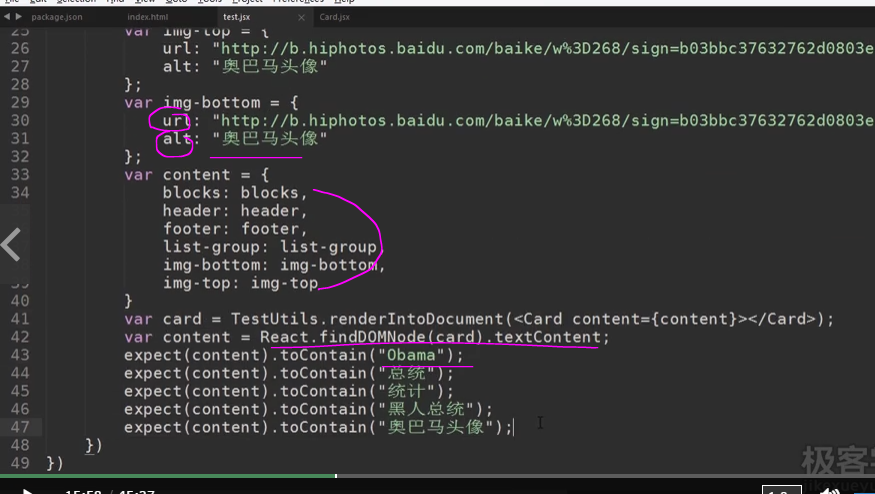 package.json index.html test.jsx Card.jsx
25 var img-top = {
26 url: "http://b.hiphotos.baidu.com/baike/w%3D268/sign=b03bbc37632762d0803e
27 alt: "奥巴马头像"
28 };
29 var img-bottom = {
30 url: "http://b.hiphotos.baidu.com/baike/w%3D268/sign=b03bbc37632762d0803e
31 alt: "奥巴马头像"
32 };
33 var content = {
34 blocks: blocks,
header: header,
footer: footer,
list-group: list-group,
img-bottom: img-bottom,
img-top: img-top
40 }
41 var card = TestUtils.renderIntoDocument(<Card content={content}></Card>);
42 var content = React.findDOMNode(card).textContent;
43 expect(content).toContain("Obama");
44 expect(content).toContain("总统");
45 expect(content).toContain("统计");
46 expect(content).toContain("黑人总统");
47 expect(content).toContain("奥巴马头像");
48 })
49 })
极客